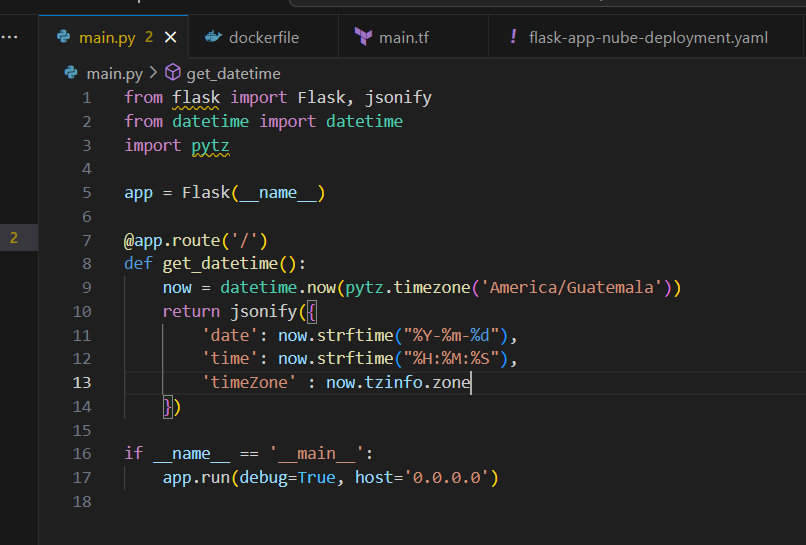 main.py 2 dockerfile main.tf ! flask-app-nube-deployment.yaml
main.py > get_datetime
1 from flask import Flask, jsonify
2 from datetime import datetime
3 import pytz
4
5 app = Flask(__name__)
6
7 @app.route('/')
8 def get_datetime():
9     now = datetime.now(pytz.timezone('America/Guatemala'))
10     return jsonify({
11         'date': now.strftime("%Y-%m-%d"),
12         'time': now.strftime("%H:%M:%S"),
13         'timeZone' : now.tzinfo.zone
14     })
15
2
16 if __name__ == '__main__':
17     app.run(debug=True, host='0.0.0.0')
18